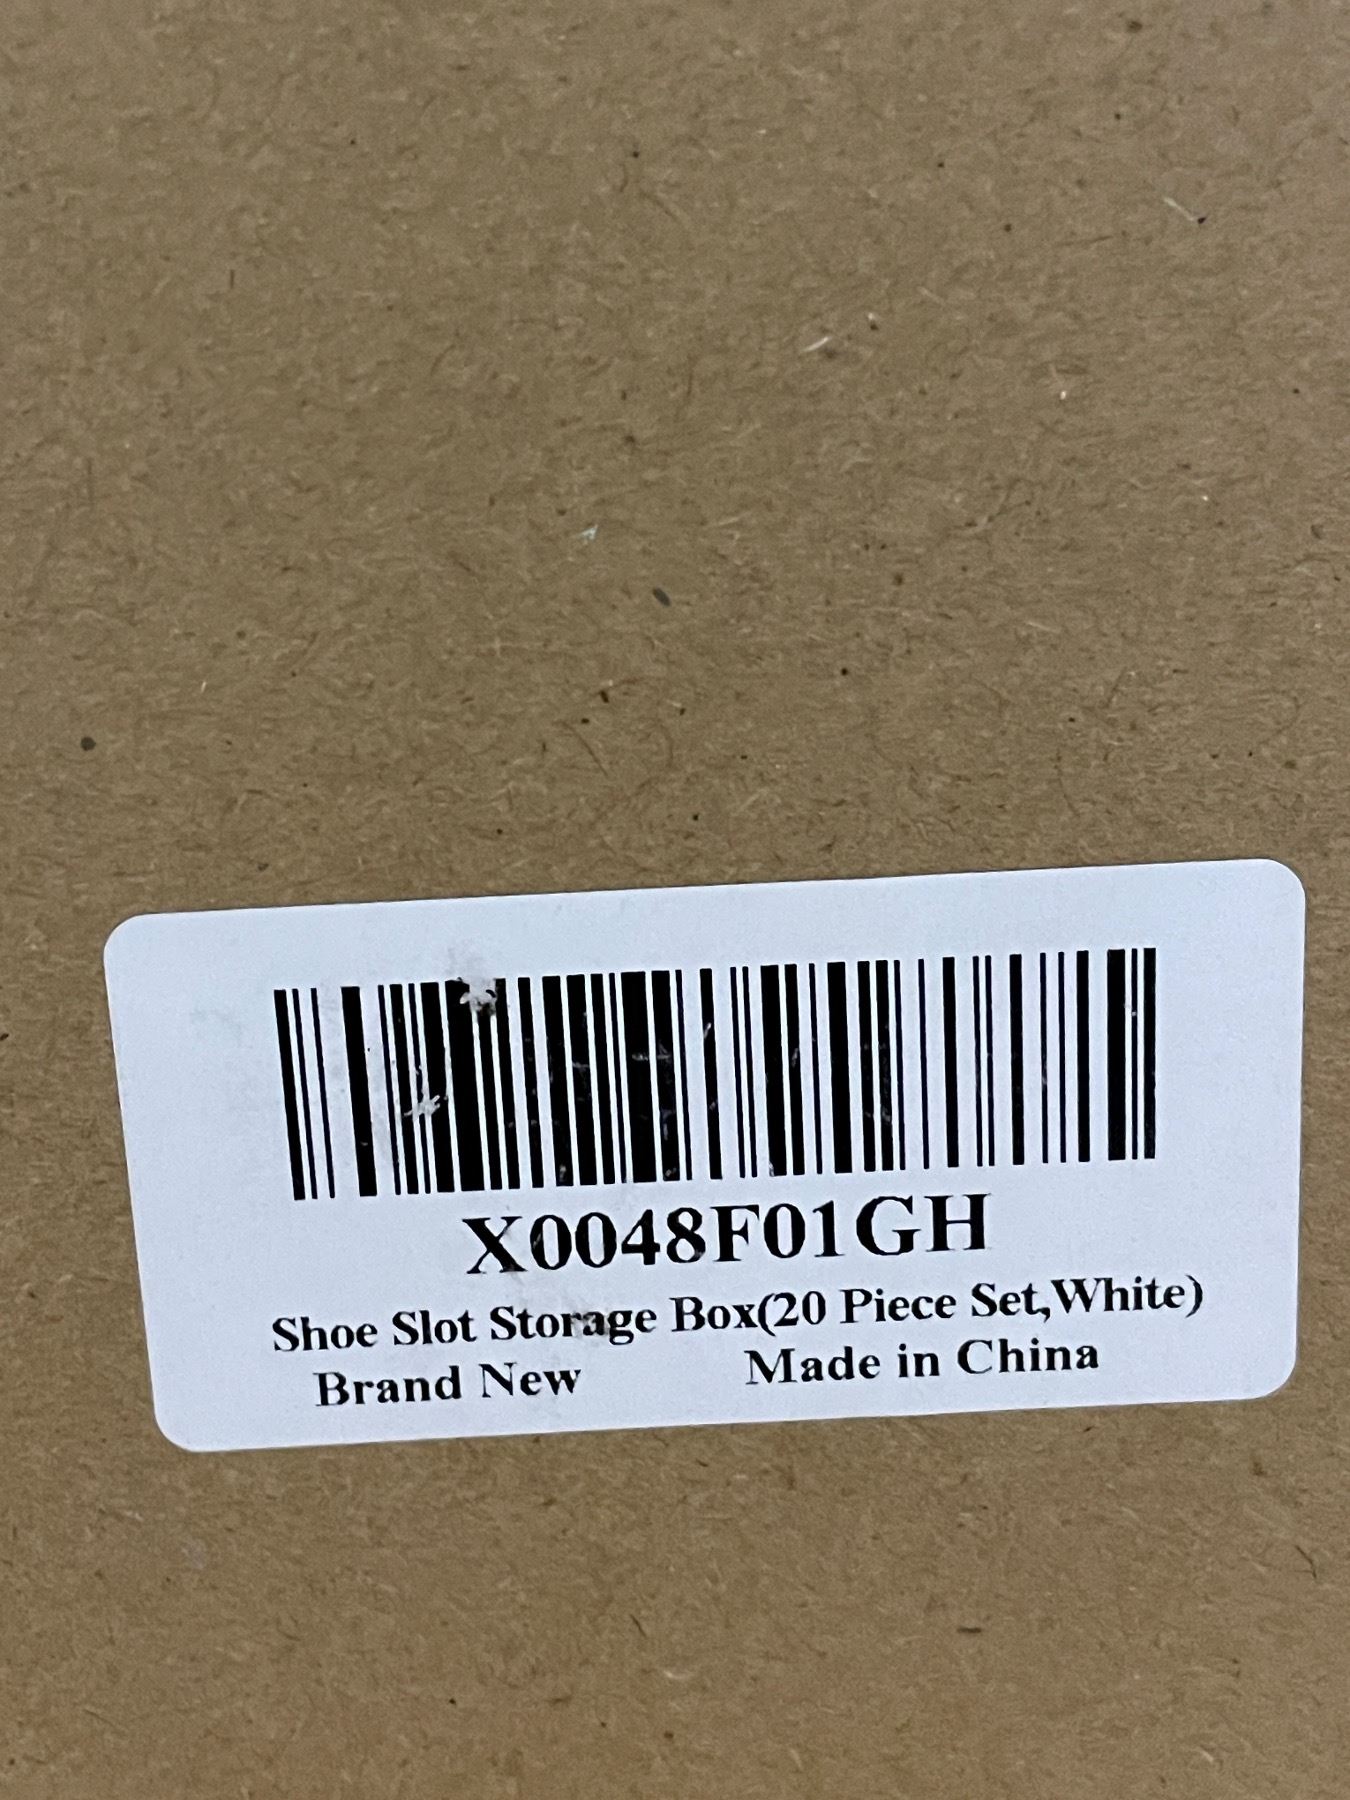 X0048F01GH
Shoe Slot Storage Box(20 Piece Set,White)
Brand New Made in China